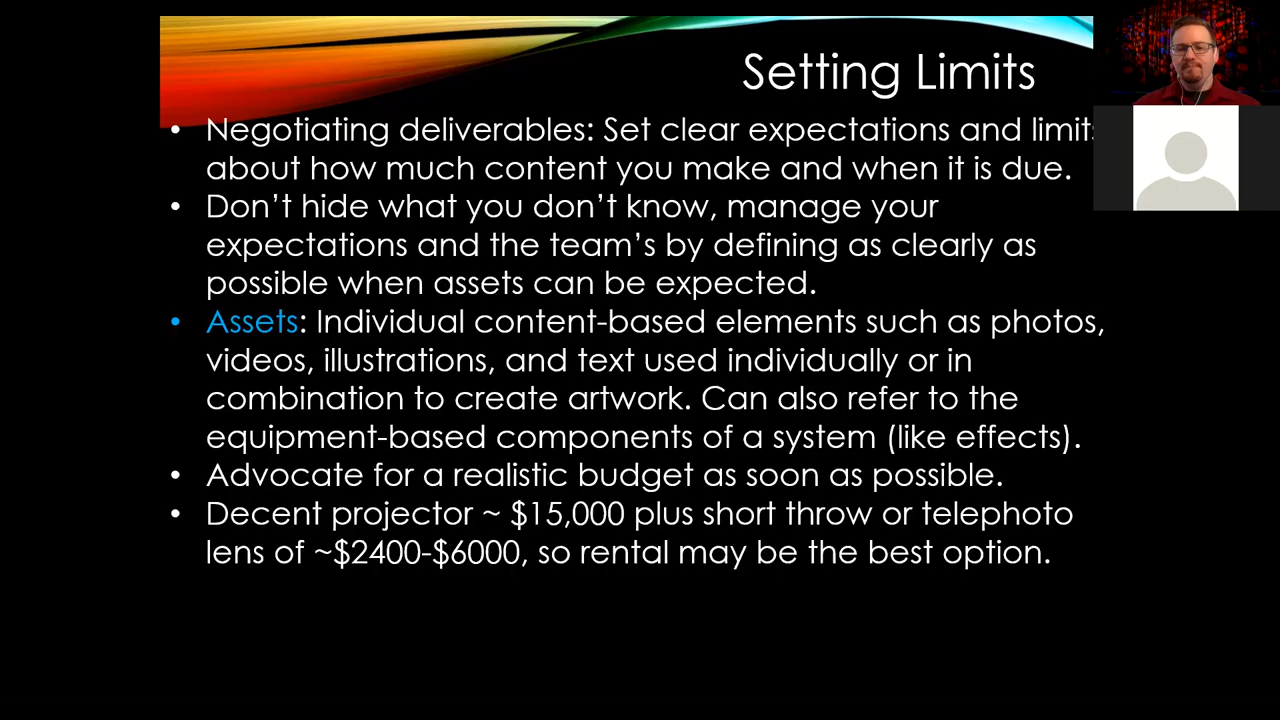 Setting Limits
• Negotiating deliverables: Set clear expectations and limits
about how much content you make and when it is due.
• Don't hide what you don't know, manage your
expectations and the team's by defining as clearly as
possible when assets can be expected.
• Assets: Individual content-based elements such as photos,
videos, illustrations, and text used individually or in
combination to create artwork. Can also refer to the
equipment-based components of a system (like effects).
• Advocate for a realistic budget as soon as possible.
• Decent projector ~ $15,000 plus short throw or telephoto
lens of ~$2400-$6000, so rental may be the best option.